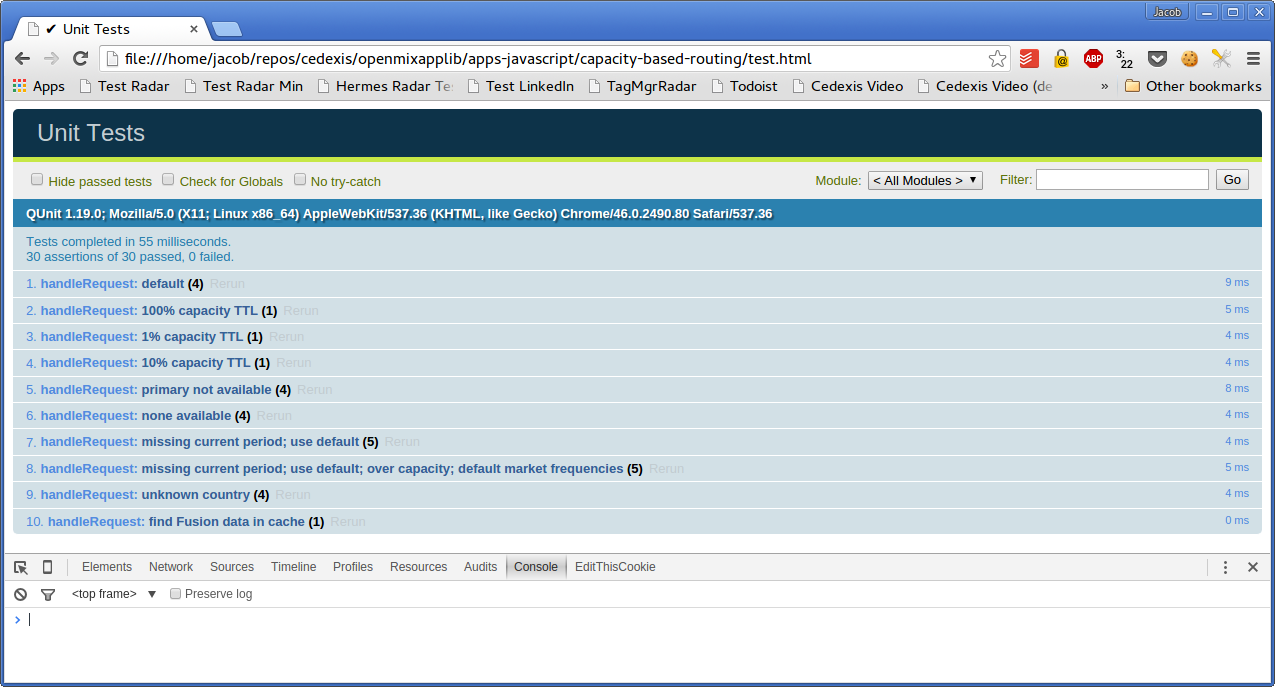 Jacob
✔ Unit Tests
file:///home/jacob/repos/cedexis/openmixapplib/apps-javascript/capacity-based-routing/test.html
ABP
3:22
Apps Test Radar Test Radar Min Hermes Radar Te Test LinkedIn TagMgrRadar Todoist Cedexis Video Cedexis Video (de » Other bookmarks
Unit Tests
Hide passed tests Check for Globals No try-catch Module: < All Modules > Filter: Go
QUnit 1.19.0; Mozilla/5.0 (X11; Linux x86_64) AppleWebKit/537.36 (KHTML, like Gecko) Chrome/46.0.2490.80 Safari/537.36
Tests completed in 55 milliseconds.
30 assertions of 30 passed, 0 failed.
1. handleRequest: default (4) Rerun 9 ms
2. handleRequest: 100% capacity TTL (1) Rerun 5 ms
3. handleRequest: 1% capacity TTL (1) Rerun 4 ms
4. handleRequest: 10% capacity TTL (1) Rerun 4 ms
5. handleRequest: primary not available (4) Rerun 8 ms
6. handleRequest: none available (4) Rerun 4 ms
7. handleRequest: missing current period; use default (5) Rerun 4 ms
8. handleRequest: missing current period; use default; over capacity; default market frequencies (5) Rerun 5 ms
9. handleRequest: unknown country (4) Rerun 4 ms
10. handleRequest: find Fusion data in cache (1) Rerun 0 ms
Elements Network Sources Timeline Profiles Resources Audits Console EditThisCookie
<top frame> ▼ Preserve log
>